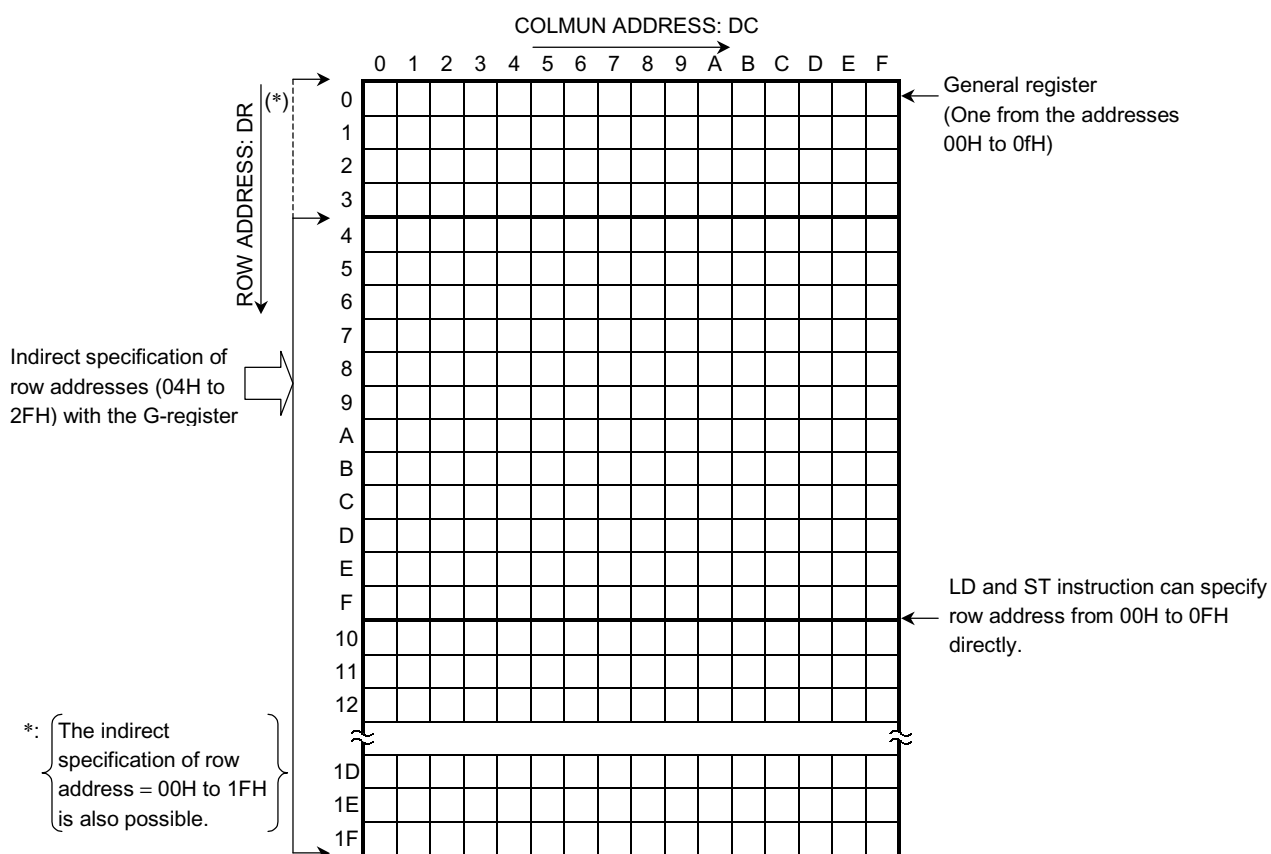 COLMUN ADDRESS: DC
0 1 2 3 4 5 6 7 8 9 A B C D E F
ROW ADDRESS: DR
(*)
0
1
2
3
4
5
6
7
8
9
A
B
C
D
E
F
10
11
12
1D
1E
1F
General register
(One from the addresses
00H to 0fH)
Indirect specification of
row addresses (04H to
2FH) with the G-register
LD and ST instruction can specify
row address from 00H to 0FH
directly.
*: The indirect
specification of row
address = 00H to 1FH
is also possible.